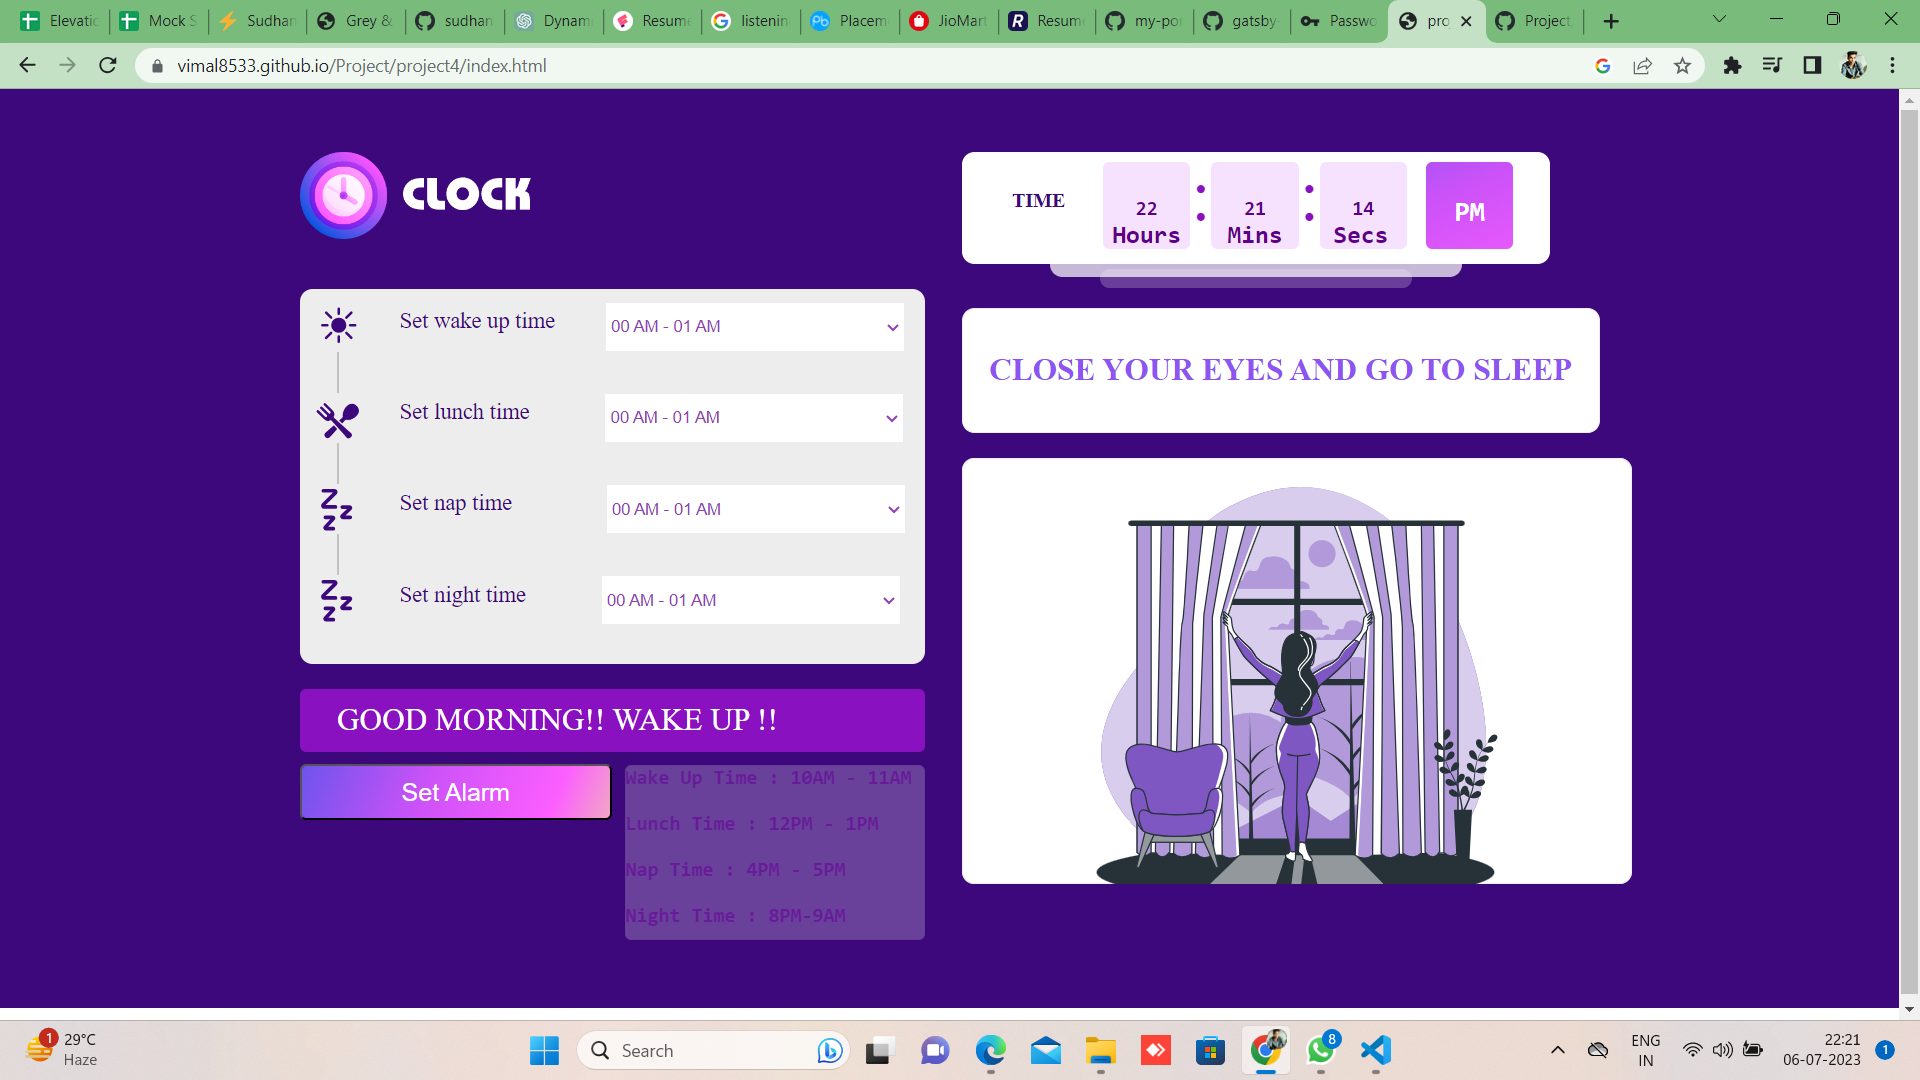 Elevatio
Mock S
Sudhan
Grey &
sudhan
Dynam
Resume
listenin
Placem
JioMart
Resume
my-por
gatsby-
Passwo
pro
Project
vimal8533.github.io/Project/project4/index.html
CLOCK
TIME
22
Hours
:
21
Mins
:
14
Secs
PM
Set wake up time
00 AM - 01 AM
Set lunch time
00 AM - 01 AM
Set nap time
00 AM - 01 AM
Set night time
00 AM - 01 AM
CLOSE YOUR EYES AND GO TO SLEEP
GOOD MORNING!! WAKE UP !!
Set Alarm
Wake Up Time : 10AM - 11AM
Lunch Time : 12PM - 1PM
Nap Time : 4PM - 5PM
Night Time : 8PM-9AM
1
29°C
Haze
Search
8
ENG
IN
22:21
06-07-2023
1